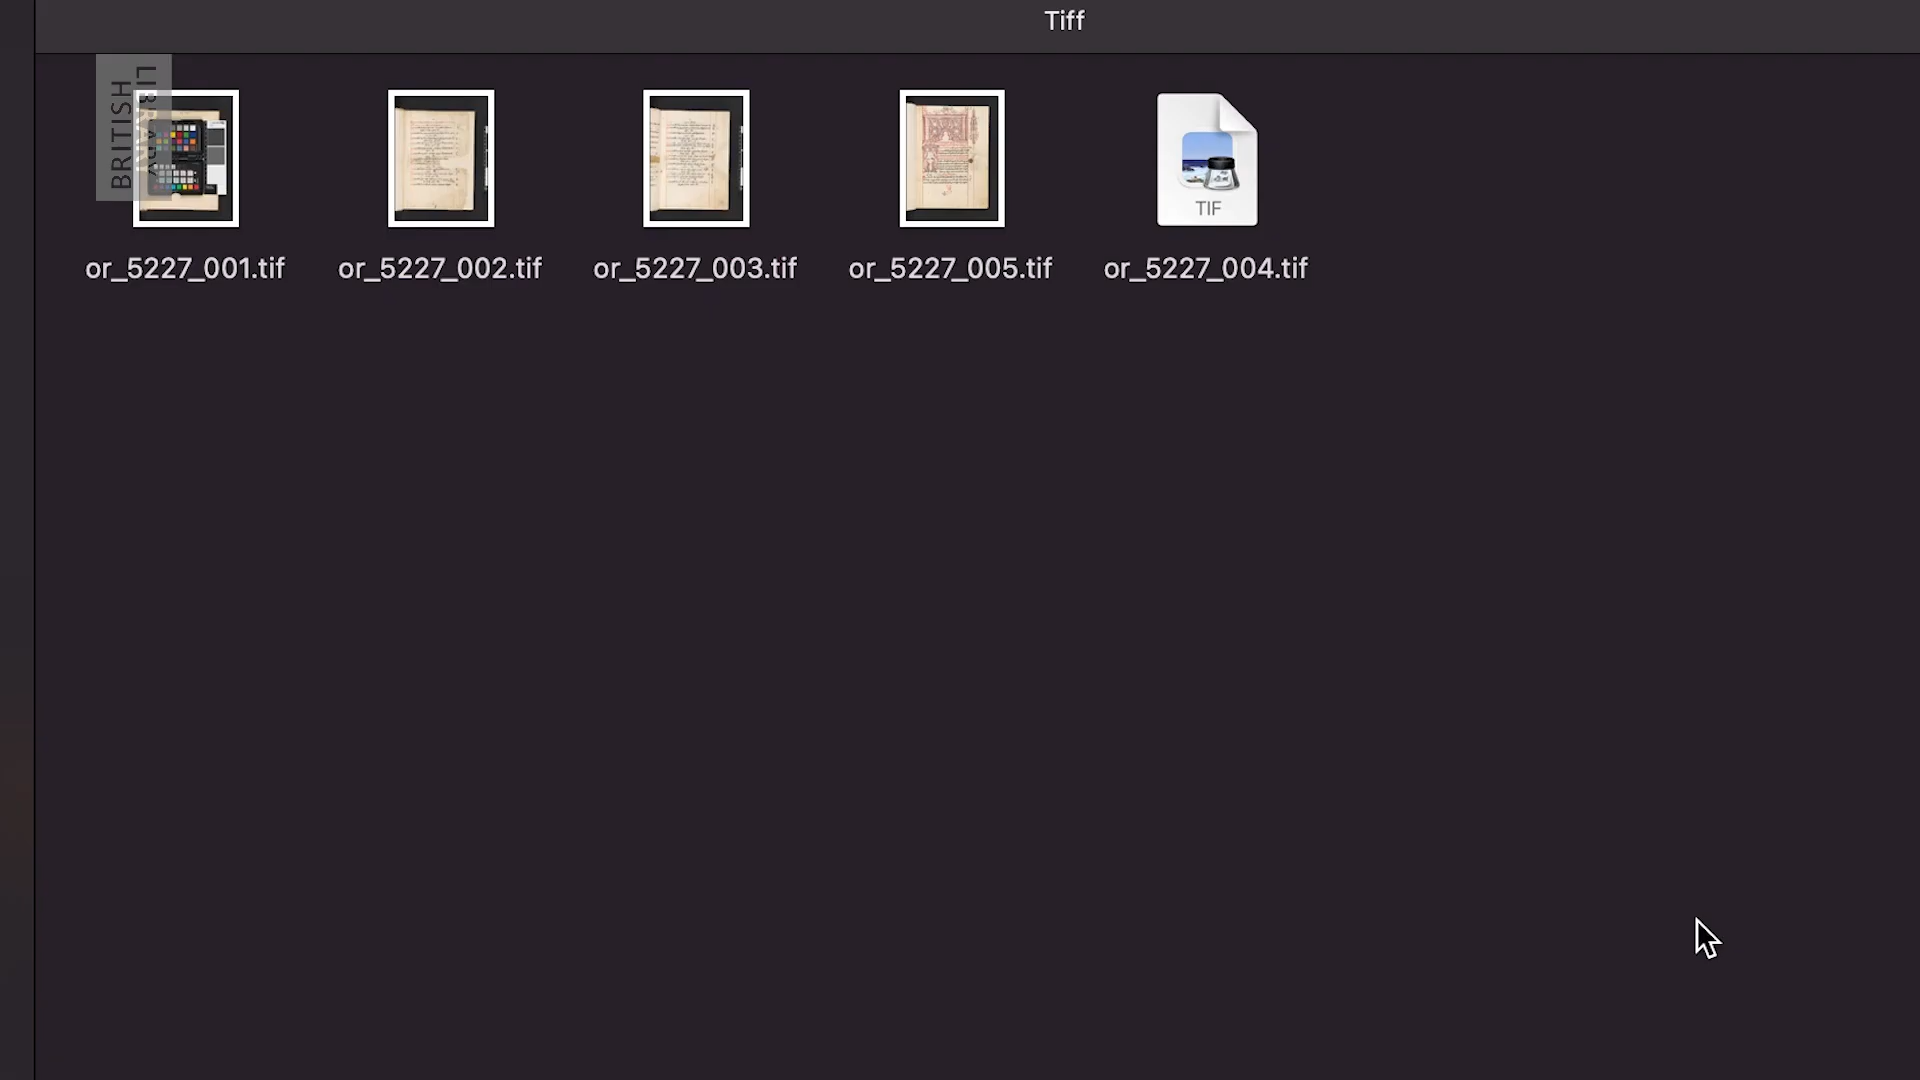 Tiff
BRITISH
LIBRARY
or_5227_001.tif
or_5227_002.tif
or_5227_003.tif
or_5227_005.tif
or_5227_004.tif
TIF